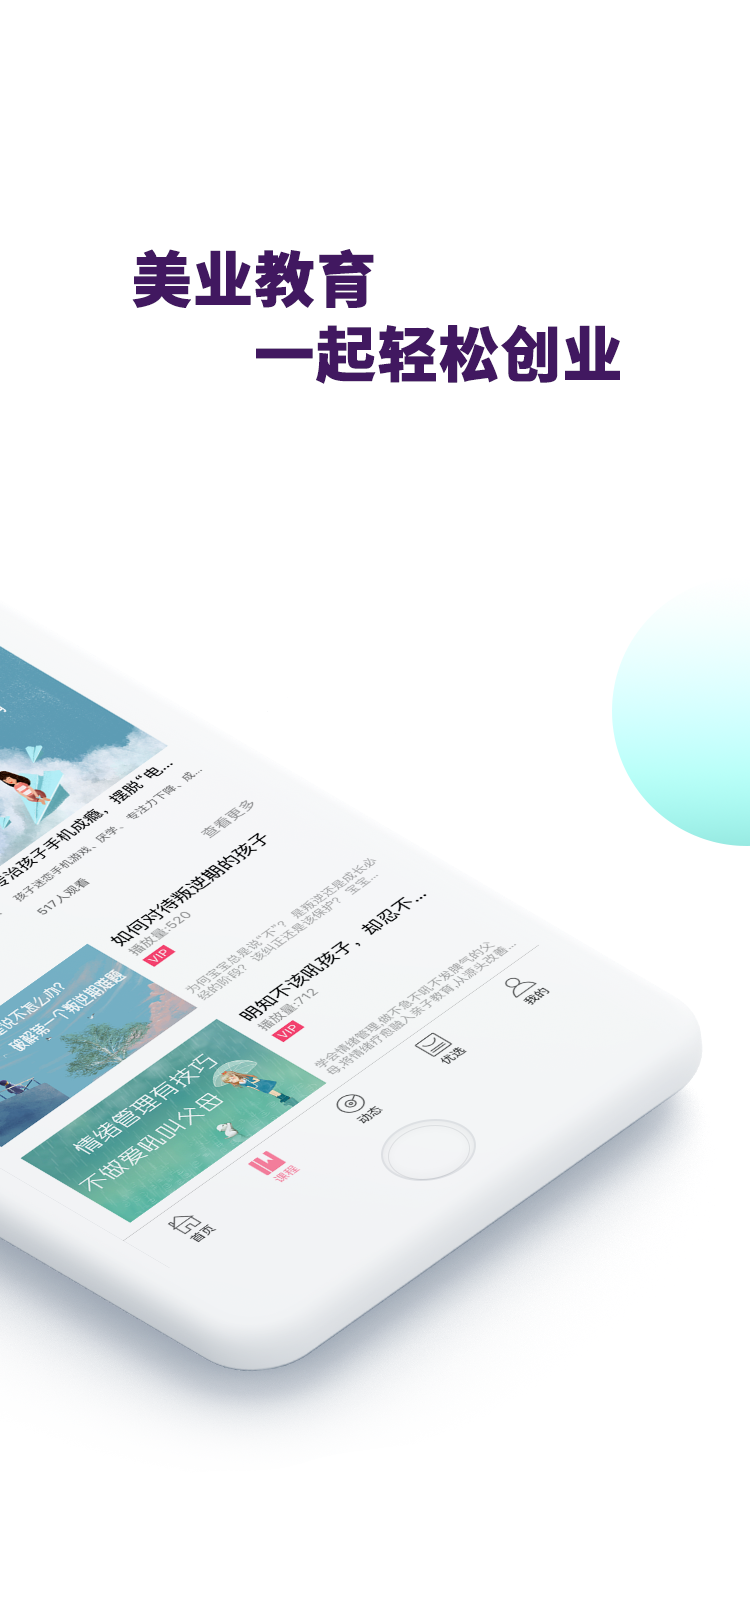 美业教育
一起轻松创业
治孩子手机成瘾，摆脱“电...
孩子迷恋手机游戏、厌学、专注力下降、成...
517人观看
查看更多
如何对待叛逆期的孩子
播放量:520
VIP
为何宝宝总是说“不”？ 是叛逆还是成长必
经的阶段？ 该纠正还是该保护？ 宝宝...
不怎么办？
破解第一个叛逆期难题
明知不该吼孩子，却忍不...
播放量:712
VIP
学会情绪管理,做不急不吼不发脾气的父
母,将情绪疗愈融入亲子教育,从源头改善...
情绪管理有技巧
不做爱吼叫父母
首页
课程
动态
优选
我的